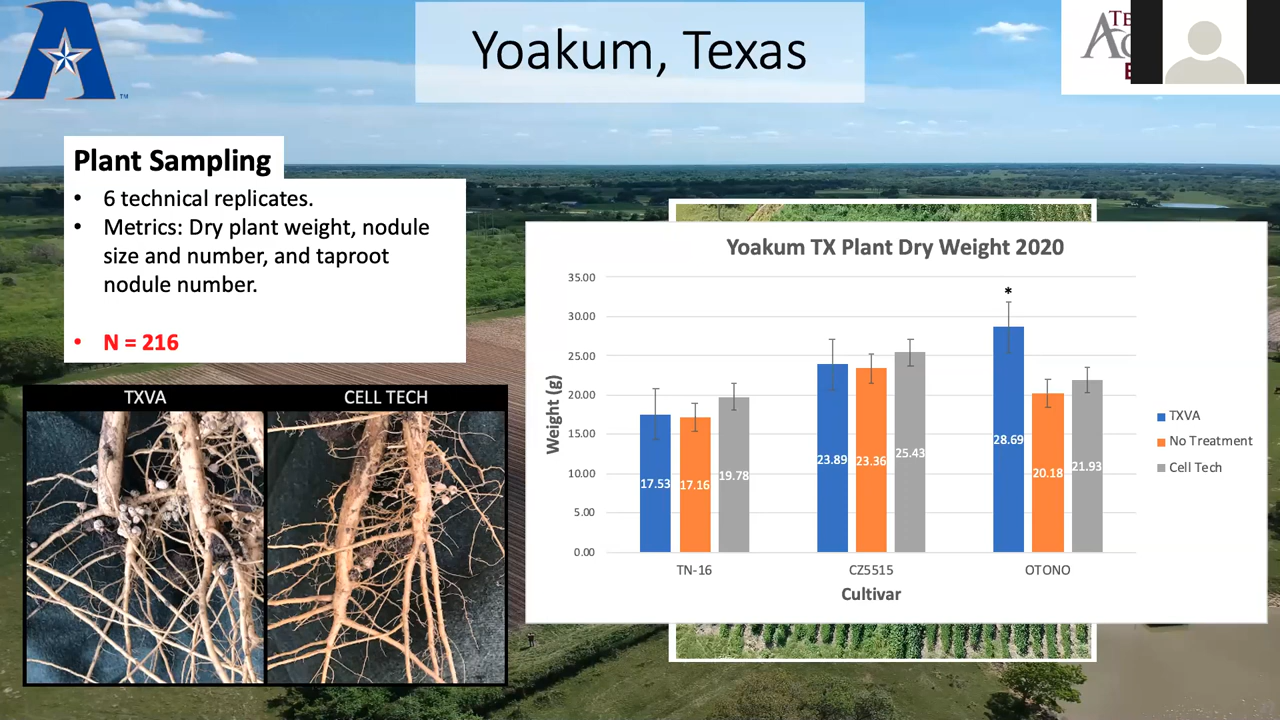 Yoakum, Texas
TE
A
E
TM
Plant Sampling
• 6 technical replicates.
• Metrics: Dry plant weight, nodule
size and number, and taproot
nodule number.
• N = 216
TXVA
CELL TECH
Yoakum TX Plant Dry Weight 2020
Weight (g)
35.00
30.00
25.00
20.00
15.00
10.00
5.00
0.00
*
17.53
17.16
19.78
23.89
23.36
25.43
28.69
20.18
21.93
TN-16
CZ5515
OTONO
Cultivar
TXVA
No Treatment
Cell Tech